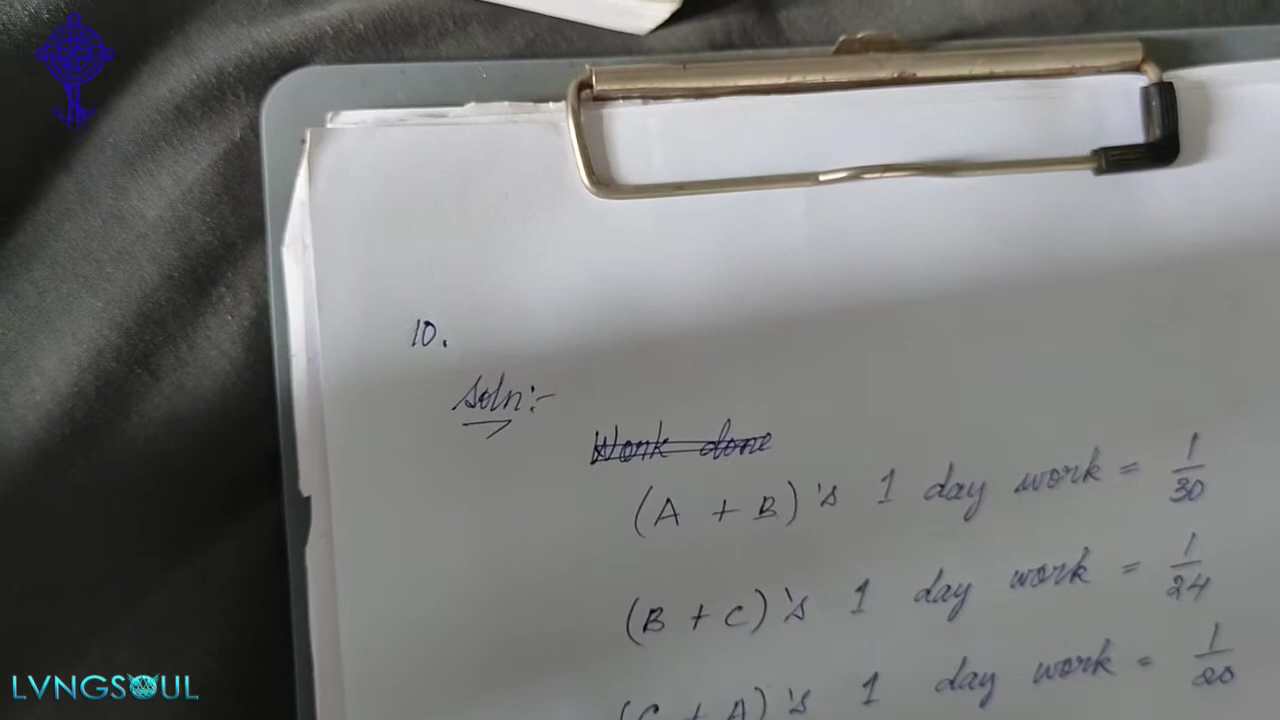 10.
Soln:-
Work done
(A + B)'s 1 day work = 1/30
(B + C)'s 1 day work = 1/24
(C + A)'s 1 day work = 1/20
LVNGSOUL